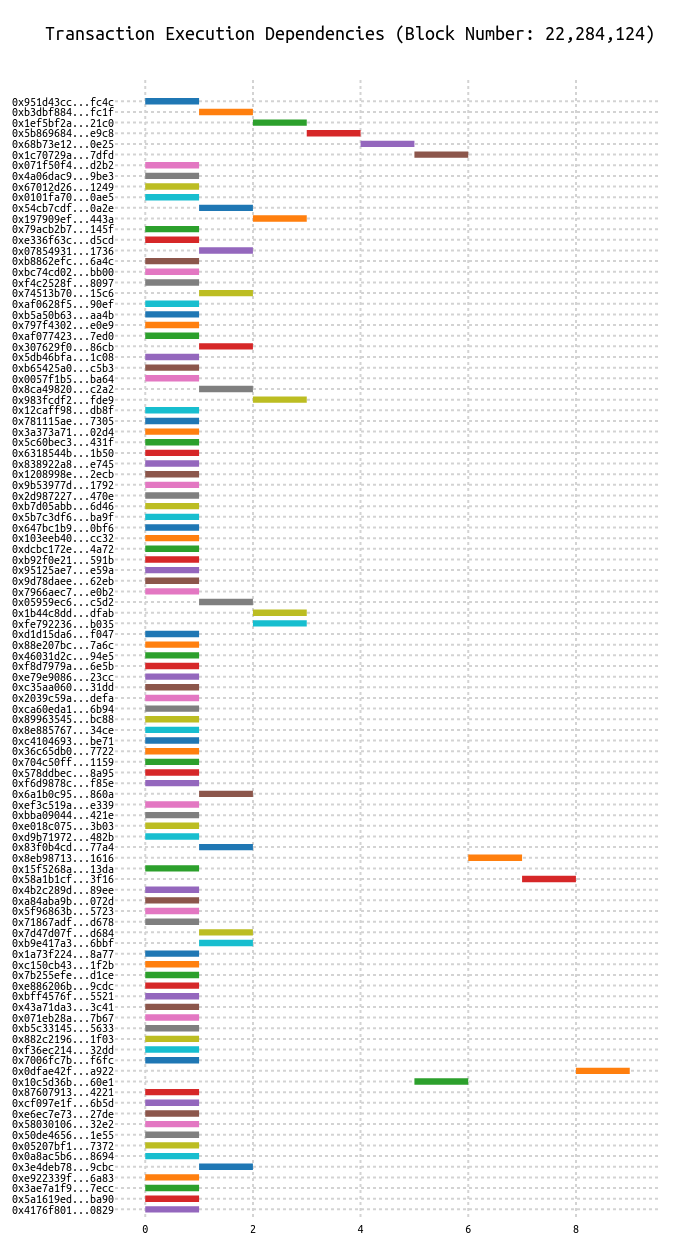 Transaction Execution Dependencies (Block Number: 22,284,124)
0x951d43cc...fc4c
0xb3dbf884...fc1f
0x1ef5bf2a...21c0
0x5b869684...e9c8
0x68b73e12...0e25
0x1c70729a...7dfd
0x071f50f4...d2b2
0x4a06dac9...9be3
0x67012d26...1249
0x0101fa70...0ae5
0x54cb7cdf...0a2e
0x197909ef...443a
0x79acb2b7...145f
0xe336f63c...d5cd
0x07854931...1736
0xb8862efc...6a4c
0xbc74cd02...bb00
0xf4c2528f...8097
0x74513b70...15c6
0xaf0628f5...90ef
0xb5a50b63...aa4b
0x797f4302...e0e9
0xaf077423...7ed0
0x307629f0...86cb
0x5db46bfa...1c08
0xb65425a0...c5b3
0x0057f1b5...ba64
0x8ca49820...c2a2
0x983fcdf2...fde9
0x12caff98...db8f
0x781115ae...7305
0x3a373a71...02d4
0x5c60bec3...431f
0x6318544b...1b50
0x838922a8...e745
0x1208998e...2ecb
0x9b53977d...1792
0x2d987227...470e
0xb7d05abb...6d46
0x5b7c3df6...ba9f
0x647bc1b9...0bf6
0x103eeb40...cc32
0xdcbc172e...4a72
0xb92f0e21...591b
0x95125ae7...e59a
0x9d78daee...62eb
0x7966aec7...e0b2
0x05959ec6...c5d2
0x1b44c8dd...dfab
0xfe792236...b035
0xd1d15da6...f047
0x88e207bc...7a6c
0x46031d2c...94e5
0xf8d7979a...6e5b
0xe79e9086...23cc
0xc35aa060...31dd
0x2039c59a...defa
0xca60eda1...6b94
0x89963545...bc88
0x8e885767...34ce
0xc4104693...be71
0x36c65db0...7722
0x704c50ff...1159
0x578ddbec...8a95
0xf6d9878c...f85e
0x6a1b0c95...860a
0xef3c519a...e339
0xbba09044...421e
0xe018c075...3b03
0xd9b71972...482b
0x83f0b4cd...77a4
0x8eb98713...1616
0x15f5268a...13da
0x58a1b1cf...3f16
0x4b2c289d...89ee
0xa84aba9b...072d
0x5f96863b...5723
0x71867adf...d678
0x7d47d07f...d684
0xb9e417a3...6bbf
0x1a73f224...8a77
0xc150cb43...1f2b
0x7b255efe...d1ce
0xe886206b...9cdc
0xbff4576f...5521
0x43a71da3...3c41
0x071eb28a...7b67
0xb5c33145...5633
0x882c2196...1f03
0xf36ec214...32dd
0x7006fc7b...f6fc
0x0dfae42f...a922
0x10c5d36b...60e1
0x87607913...4221
0xcf097e1f...6b5d
0xe6ec7e73...27de
0x58030106...32e2
0x50de4656...1e55
0x05207bf1...7372
0x0a8ac5b6...8694
0x3e4deb78...9cbc
0xe922339f...6a83
0x3ae7a1f9...7ecc
0x5a1619ed...ba90
0x4176f801...0829
0 2 4 6 8